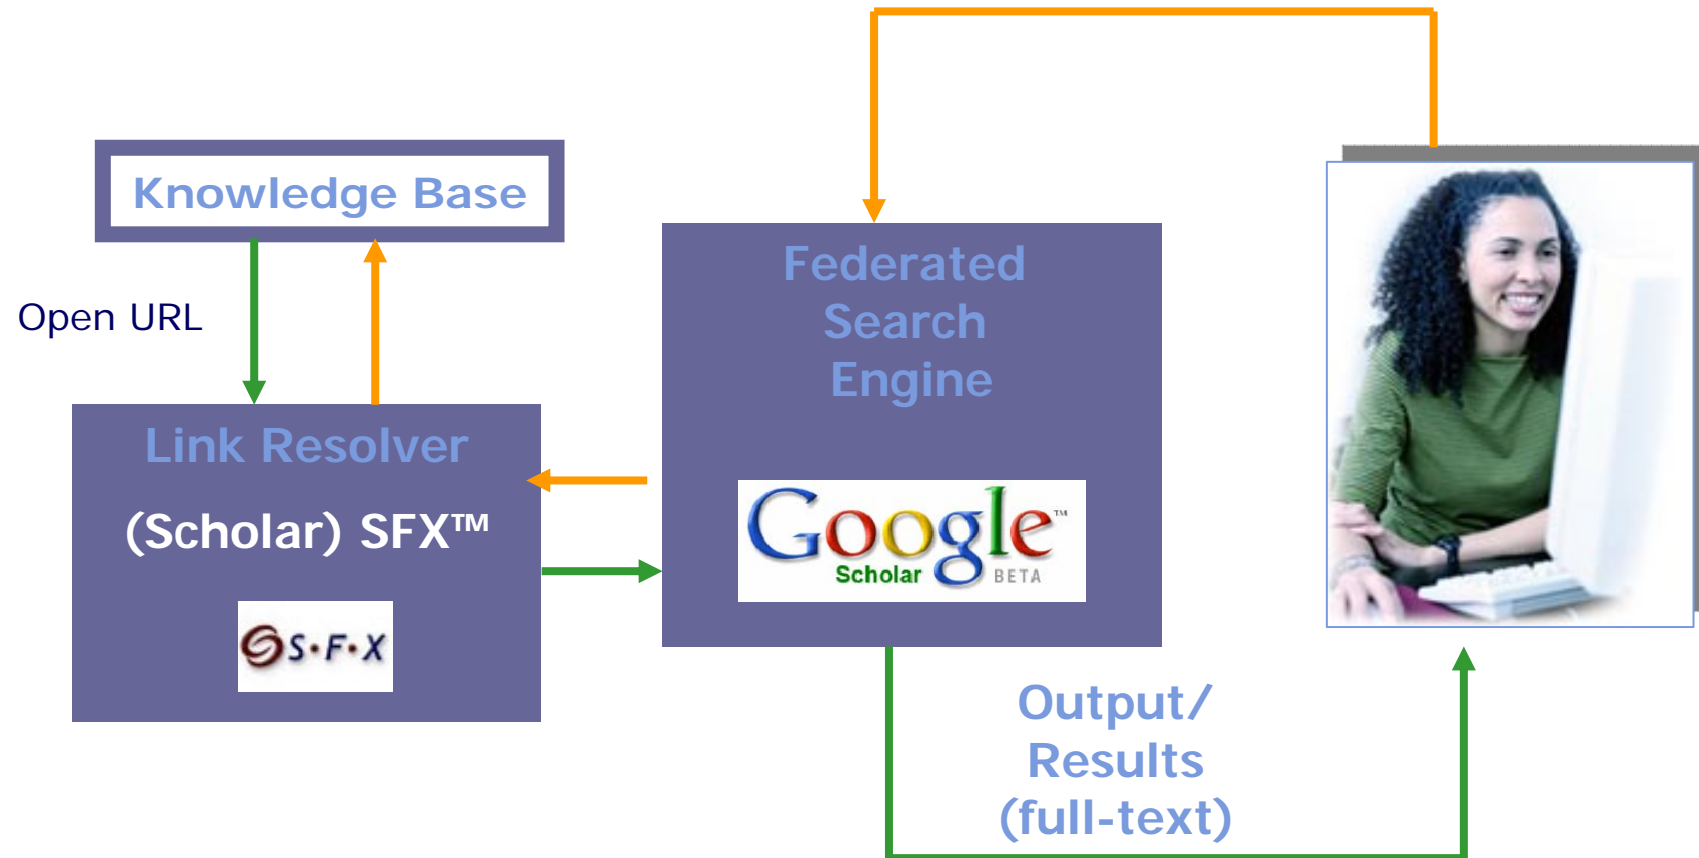 Knowledge Base
Open URL
Link Resolver
(Scholar) SFX™
S·F·X
Federated
Search
Engine
Google™
Scholar BETA
Output/
Results
(full-text)